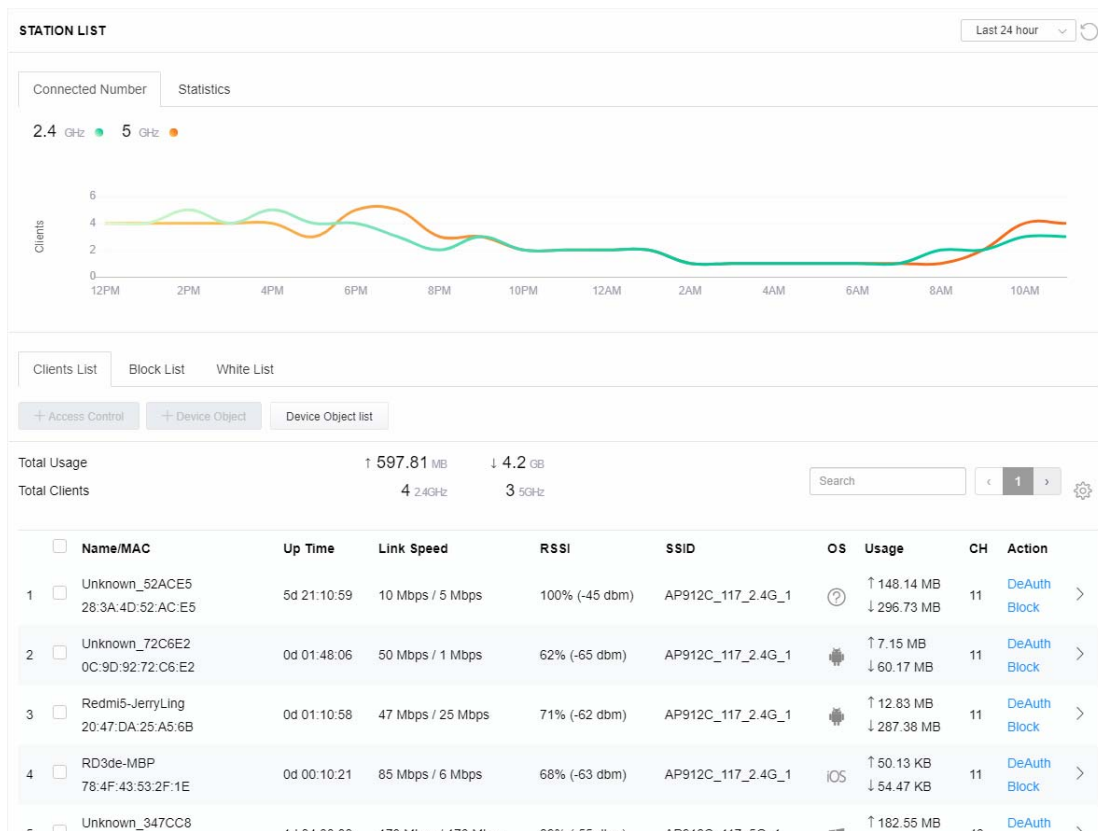 STATION LIST
Last 24 hour
Connected Number Statistics
2.4 GHz 5 GHz
Clients
6
4
2
0
12PM 2PM 4PM 6PM 8PM 10PM 12AM 2AM 4AM 6AM 8AM 10AM
Clients List Block List White List
+ Access Control + Device Object Device Object list
Total Usage ↑ 597.81 MB ↓ 4.2 GB
Total Clients 4 2.4GHz 3 5GHz
Search
‹ 1 ›
Name/MAC Up Time Link Speed RSSI SSID OS Usage CH Action
1 Unknown_52ACE5 5d 21:10:59 10 Mbps / 5 Mbps 100% (-45 dbm) AP912C_117_2.4G_1 ? ↑ 148.14 MB 11 DeAuth
28:3A:4D:52:AC:E5 ↓ 296.73 MB Block
2 Unknown_72C6E2 0d 01:48:06 50 Mbps / 1 Mbps 62% (-65 dbm) AP912C_117_2.4G_1 ↑ 7.15 MB 11 DeAuth
0C:9D:92:72:C6:E2 ↓ 60.17 MB Block
3 Redmi5-JerryLing 0d 01:10:58 47 Mbps / 25 Mbps 71% (-62 dbm) AP912C_117_2.4G_1 ↑ 12.83 MB 11 DeAuth
20:47:DA:25:A5:6B ↓ 287.38 MB Block
4 RD3de-MBP 0d 00:10:21 85 Mbps / 6 Mbps 68% (-63 dbm) AP912C_117_2.4G_1 iOS ↑ 50.13 KB 11 DeAuth
78:4F:43:53:2F:1E ↓ 54.47 KB Block
Unknown_347CC8 ↑ 182.55 MB DeAuth